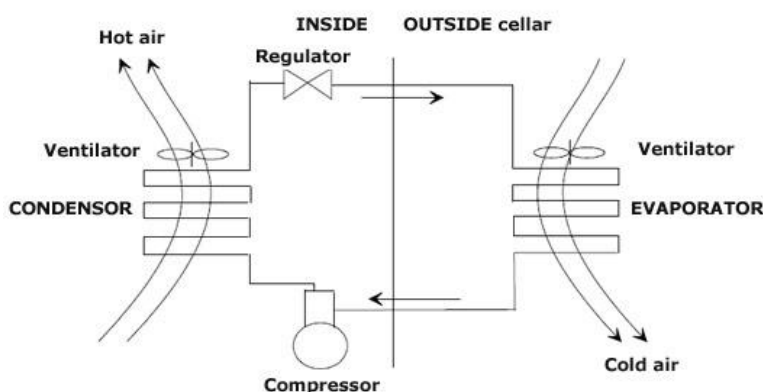 INSIDE OUTSIDE cellar
Hot air
Regulator
Ventilator
Ventilator
CONDENSOR
EVAPORATOR
Cold air
Compressor